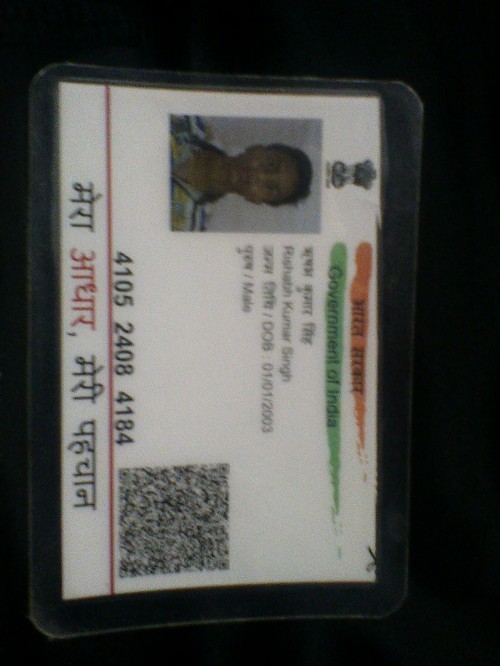 भारत सरकार
Government of India
ऋषभ कुमार सिंह
Rishabh Kumar Singh
जन्म तिथि / DOB : 01/01/2003
पुरुष / Male
4105 2408 4184
मेरा आधार, मेरी पहचान